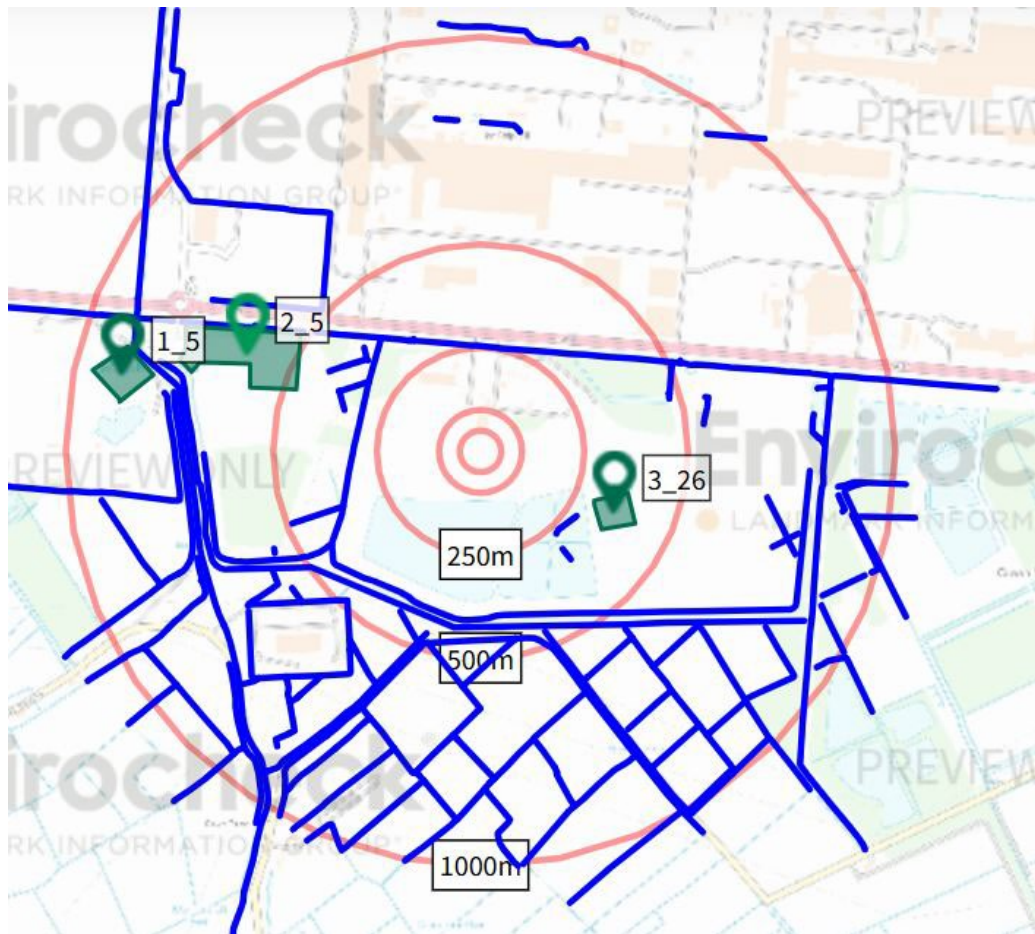 irocheck
PREVIEW
RK INFORMATION GROUP
2_5
1_5
Enviroc
PREVIEW ONLY
3_26
LANDMARK INFORM
250m
500m
irocheck
PREVIEW
RK INFORMATION GROUP
1000m